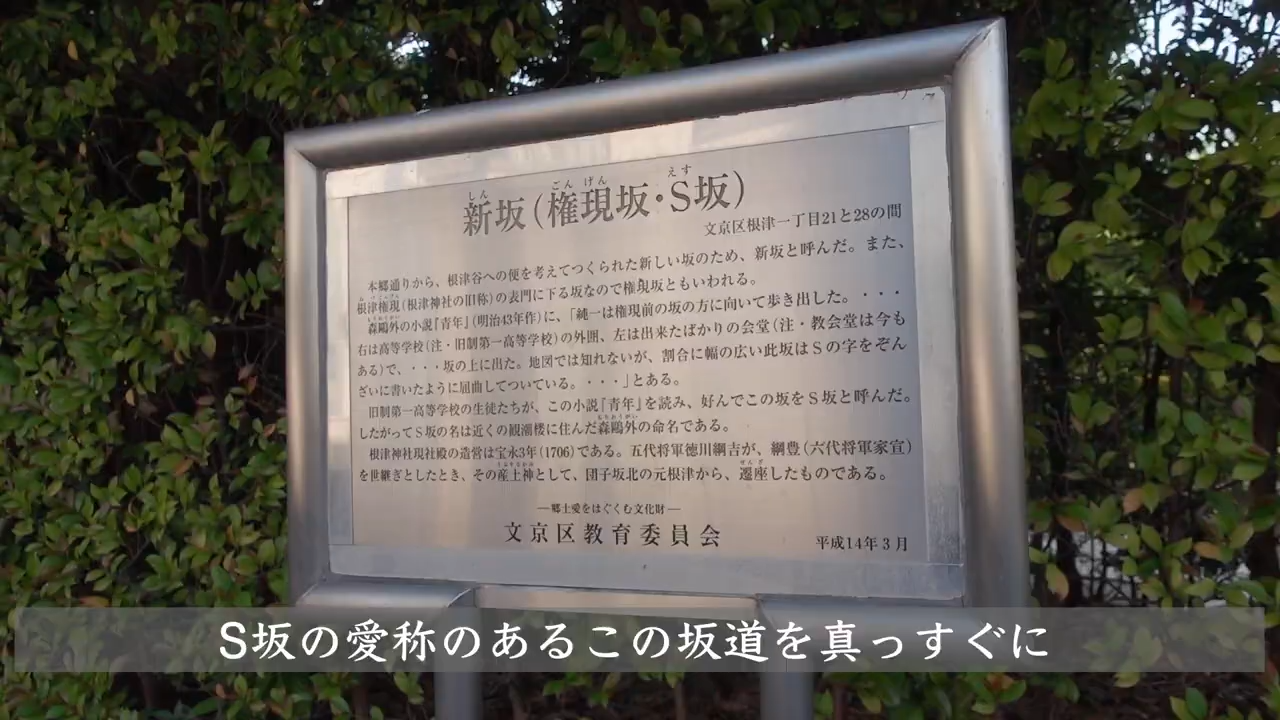 しん ごん げん えす
新坂(権現坂・S坂)
文京区根津一丁目21と28の間
本郷通りから、根津谷への便を考えてつくられた新しい坂のため、新坂と呼んだ。また、
根津権現(根津神社の旧称)の表門に下る坂なので権現坂ともいわれる。
森鷗外の小説『青年』(明治43年作)に、「純一は権現前の坂の方に向いて歩き出した。・・・
右は高等学校(注・旧制第一高等学校)の外囲、左は出来たばかりの会堂(注・教会堂は今も
ある)で、・・・坂の上に出た。地図では知れないが、割合に幅の広い此坂はSの字をぞん
ざいに書いたように屈曲してついている。・・・」とある。
旧制第一高等学校の生徒たちが、この小説『青年』を読み、好んでこの坂をS坂と呼んだ。
したがってS坂の名は近くの観潮楼に住んだ森鷗外の命名である。
根津神社現社殿の造営は宝永3年(1706)である。五代将軍徳川綱吉が、綱豊(六代将軍家宣)
を世継ぎとしたとき、その産土神として、団子坂北の元根津から、遷座したものである。
―郷土愛をはぐくむ文化財―
文京区教育委員会
平成14年3月
S坂の愛称のあるこの坂道を真っすぐに